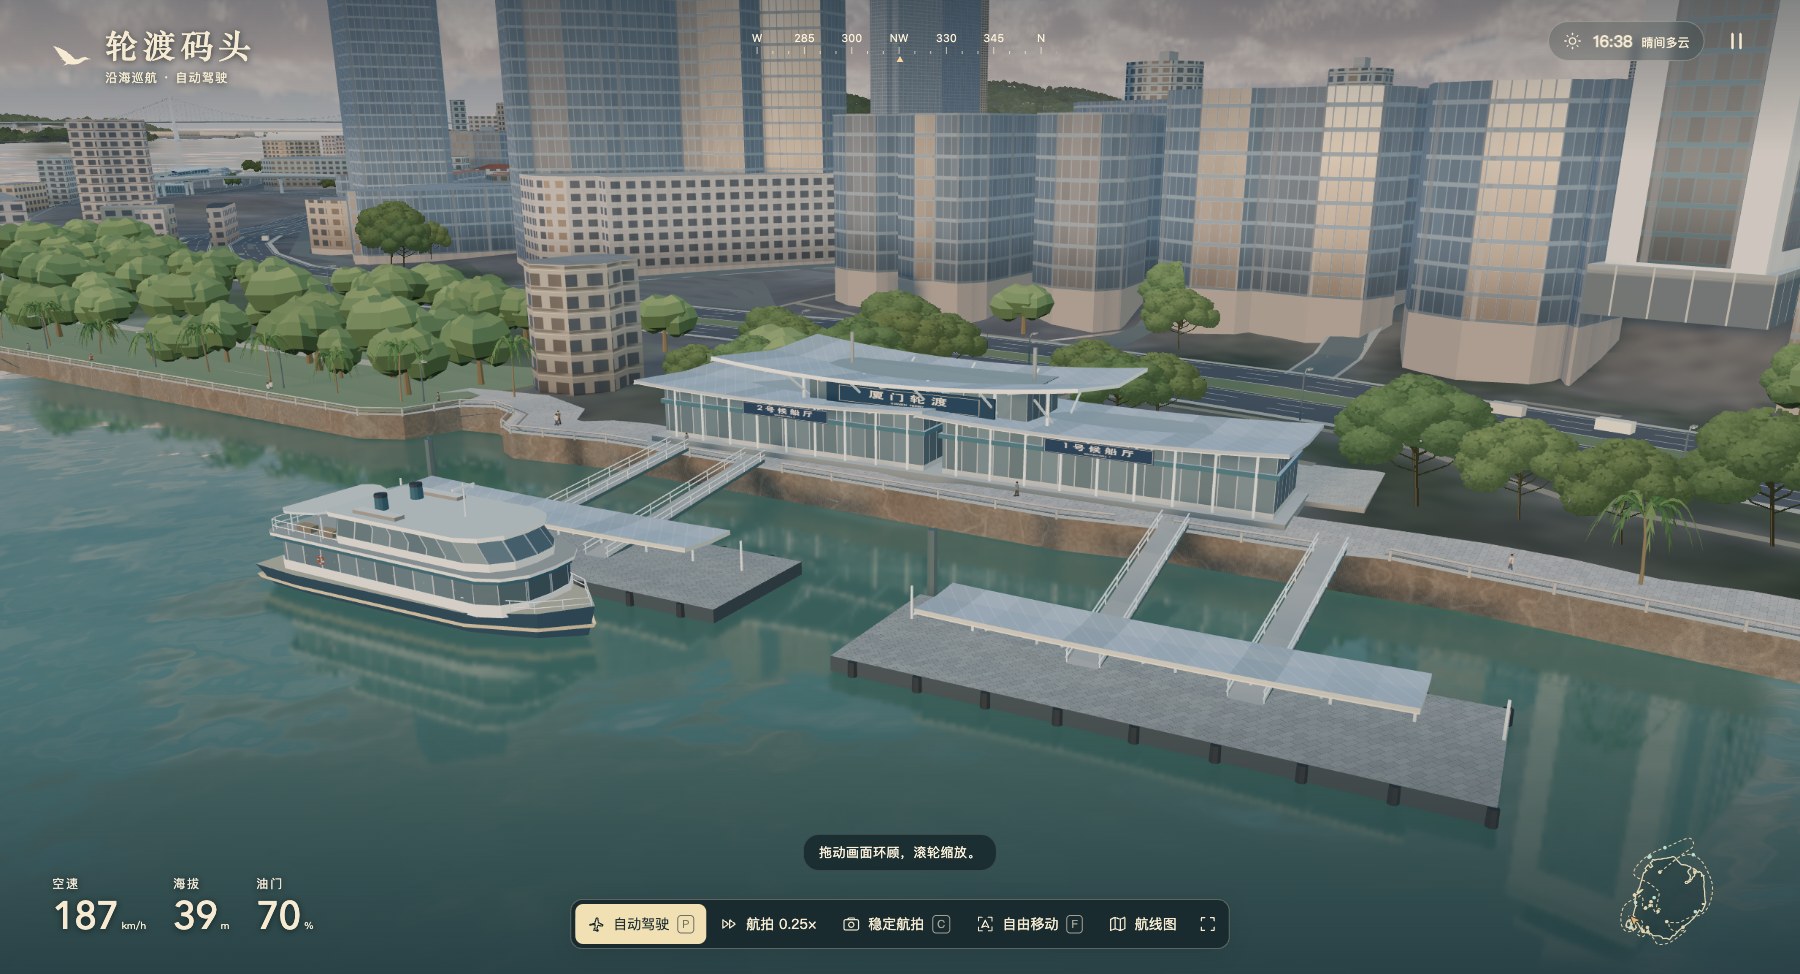 轮渡码头
沿海巡航 · 自动驾驶
W 285 300 NW 330 345 N
16:38 晴间多云
厦门轮渡
2号候船厅
1号候船厅
拖动画面环顾，滚轮缩放。
空速 海拔 油门
187 km/h 39 m 70 %
自动驾驶 P 航拍 0.25x 稳定航拍 C 自由移动 F 航线图